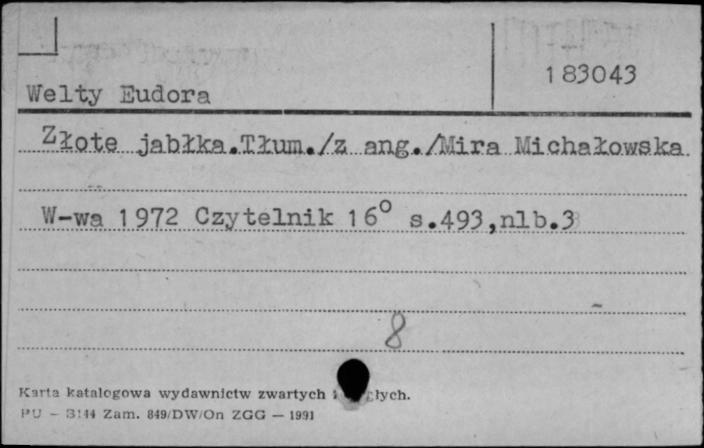 183043
Welty Eudora
Złote jabłka.Tłum./z ang./Mira Michałowska
W-wa 1972 Czytelnik 16° s.493,nlb.3
8
Karta katalogowa wydawnictw zwartych
PU - 3144 Zam. 849/DW/On ZGG — 1991